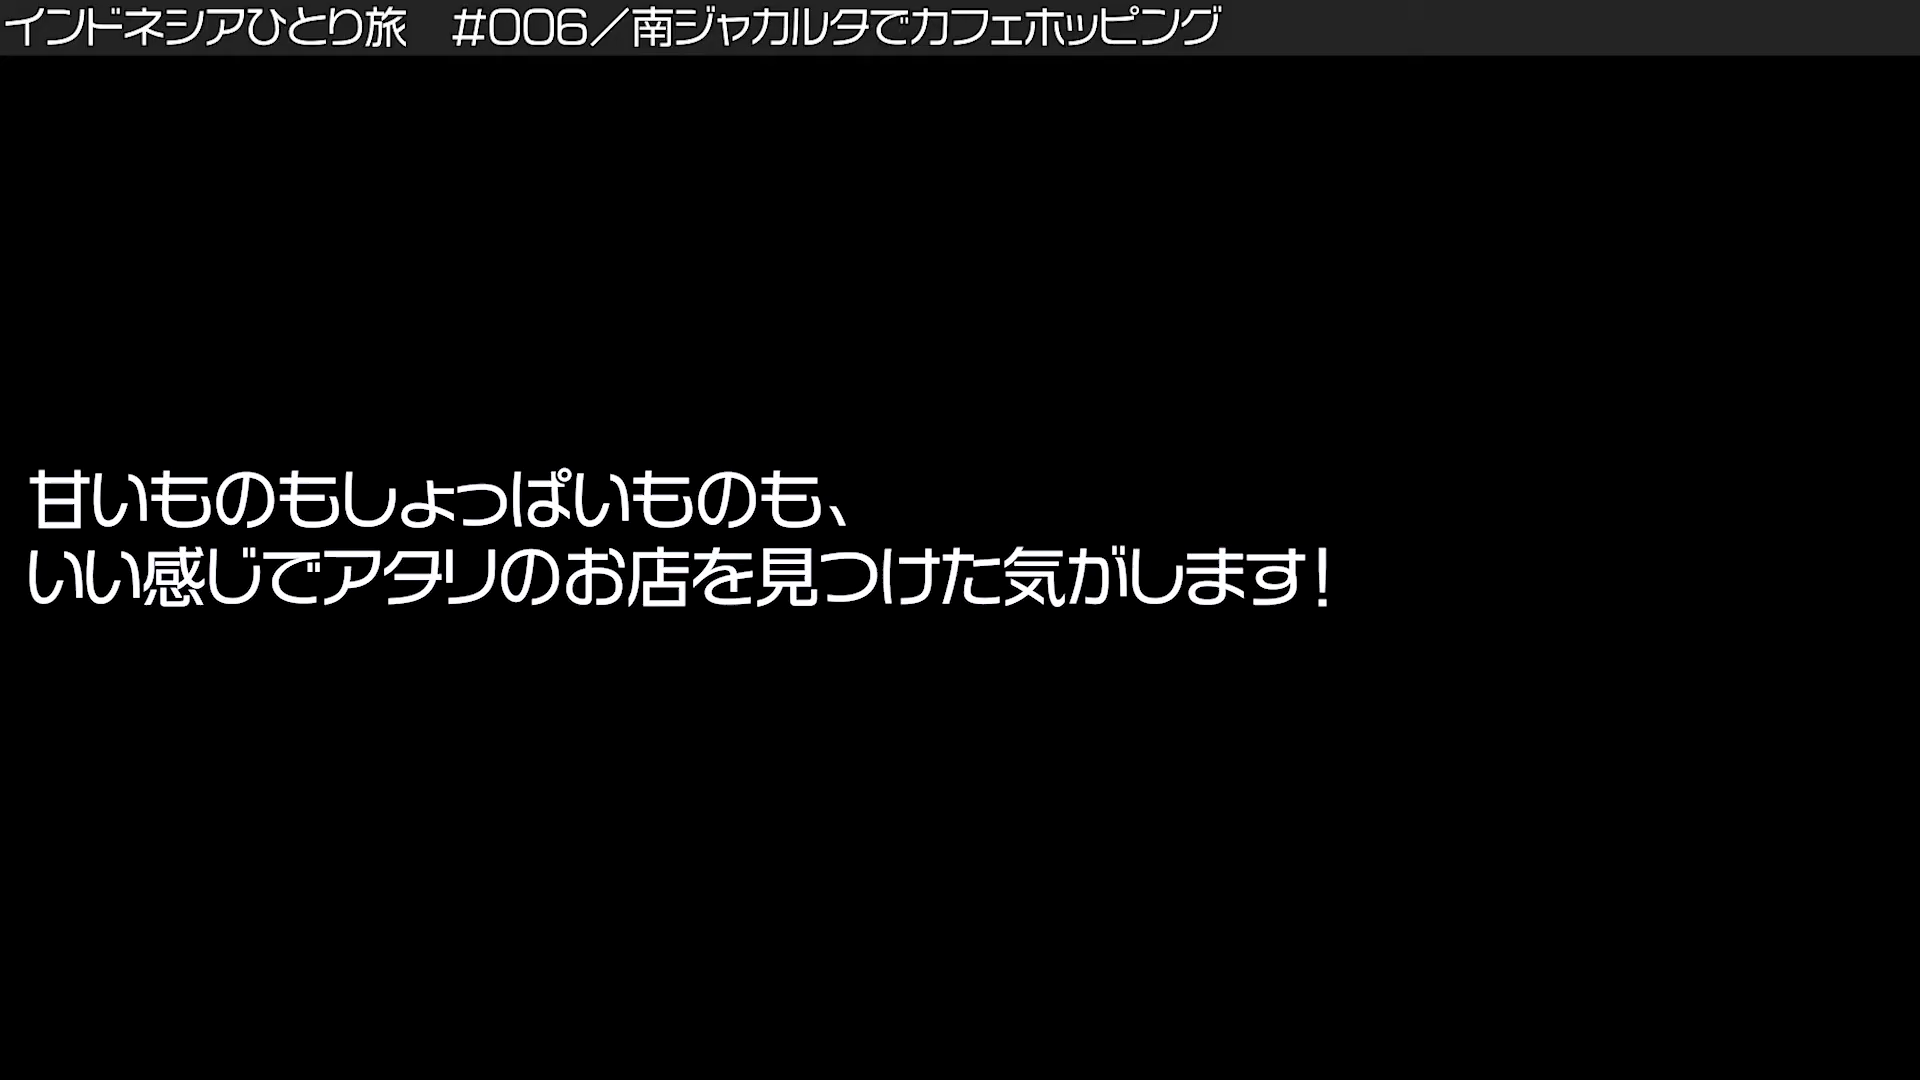 インドネシアひとり旅　#006／南ジャカルタでカフェホッピング
甘いものもしょっぱいものも、
いい感じでアタリのお店を見つけた気がします！